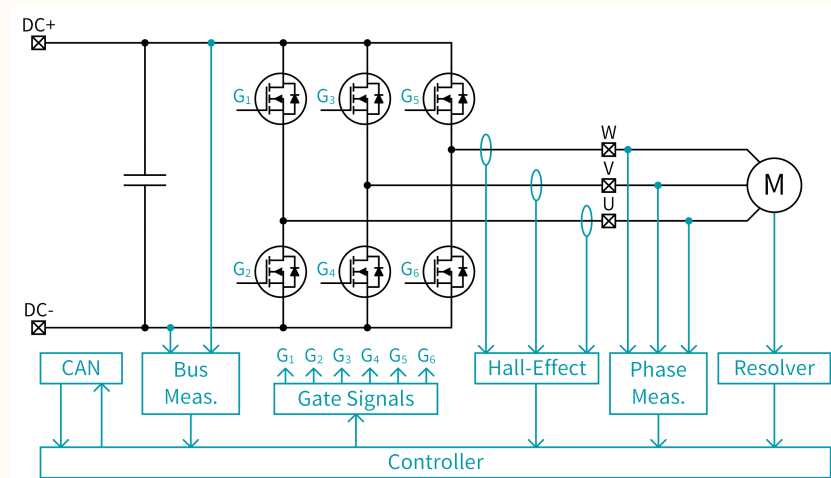 DC+
G₁
G₃
G₅
W
V
M
U
G₂
G₄
G₆
DC-
G₁ G₂ G₃ G₄ G₅ G₆
CAN
Bus
Meas.
Gate Signals
Hall-Effect
Phase
Meas.
Resolver
Controller